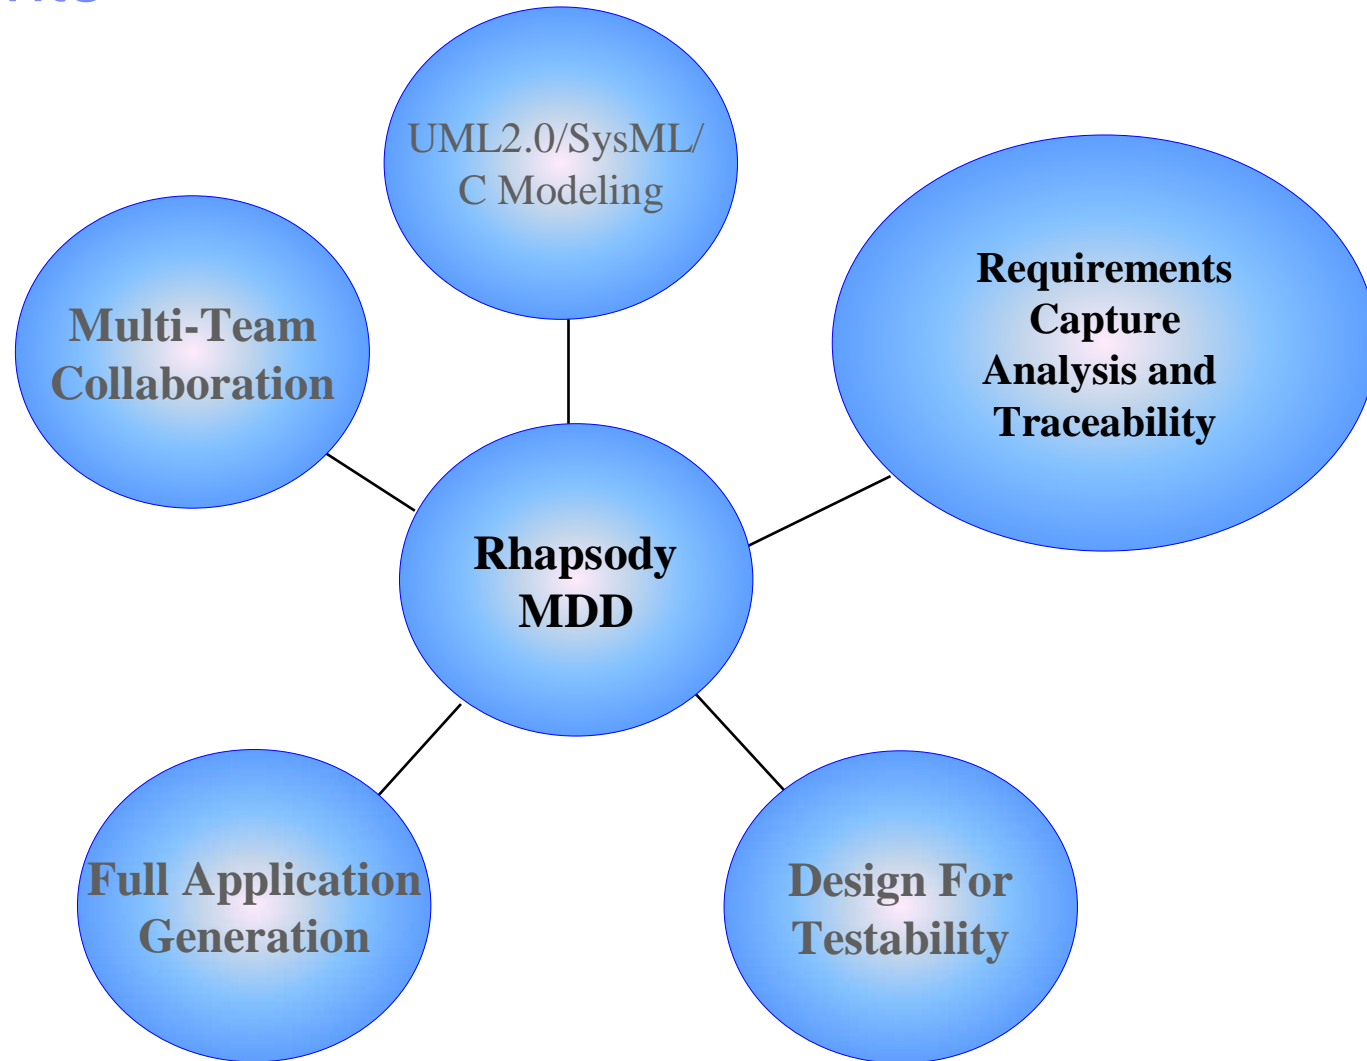 UML2.0/SysML/
C Modeling
Multi-Team
Collaboration
Requirements
Capture
Analysis and
Traceability
Rhapsody
MDD
Full Application
Generation
Design For
Testability